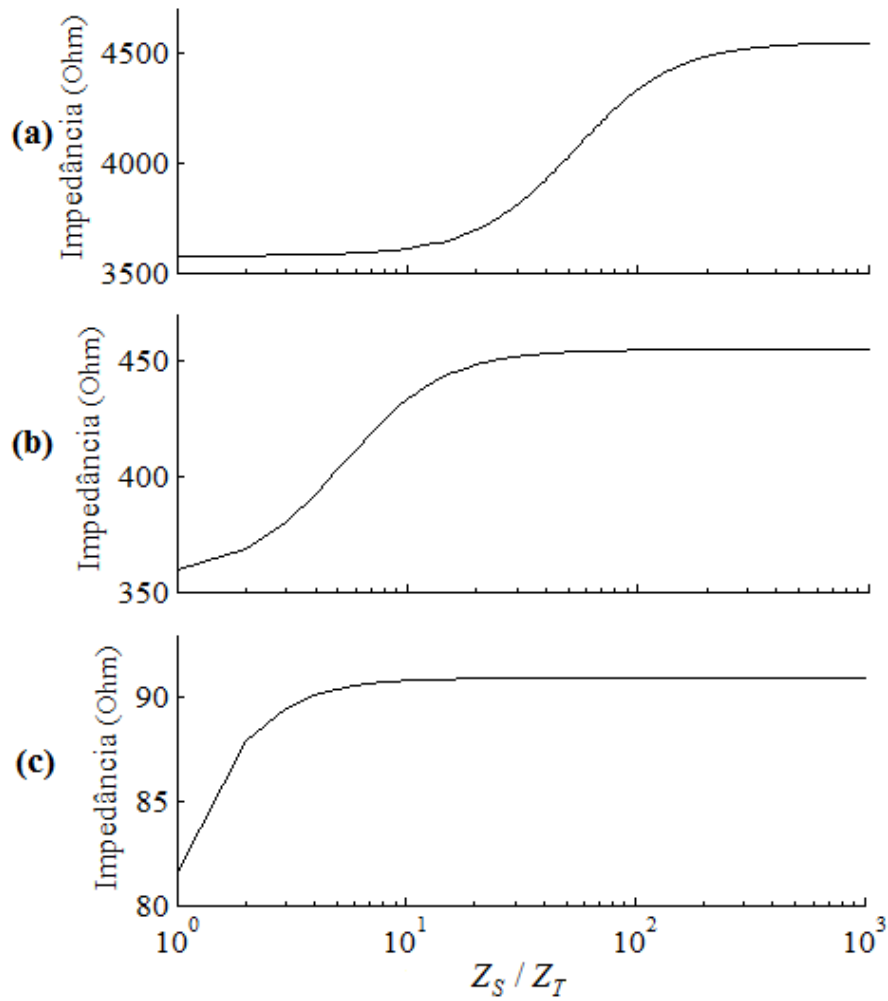 (a)
Impedância (Ohm)
4500
4000
3500
(b)
Impedância (Ohm)
450
400
350
(c)
Impedância (Ohm)
90
85
80
10^0 10^1 10^2 10^3
Z_S / Z_T